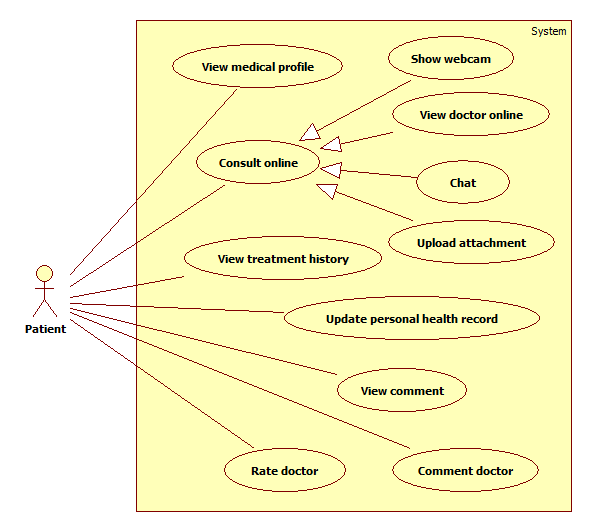 System
View medical profile
Show webcam
View doctor online
Consult online
Chat
Upload attachment
View treatment history
Update personal health record
Patient
View comment
Rate doctor
Comment doctor